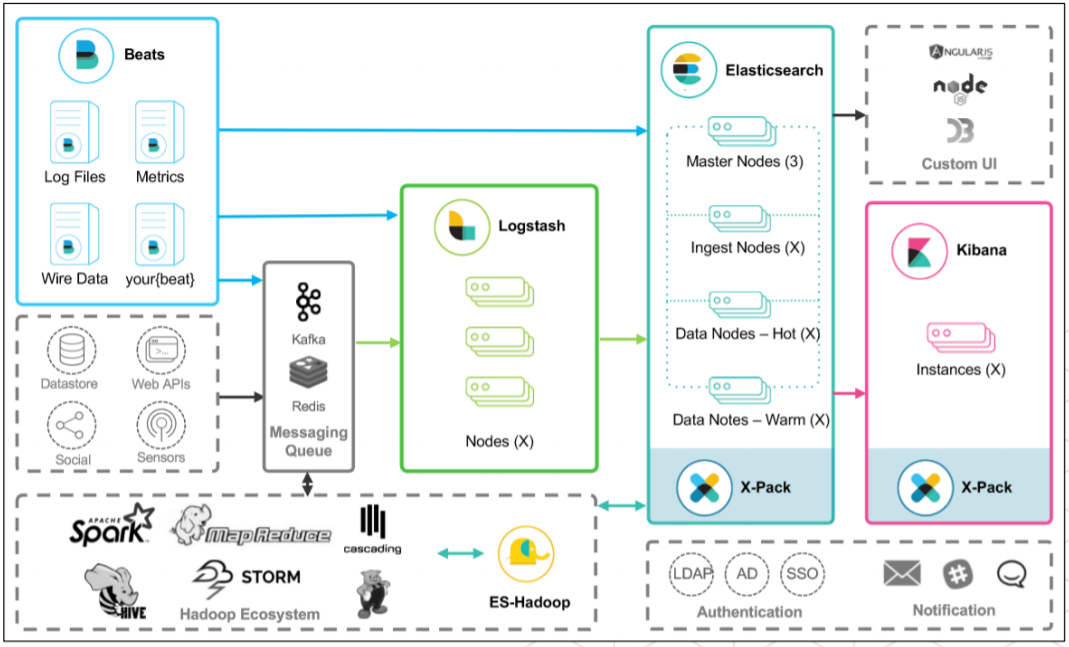 Beats
Log Files
Metrics
Wire Data
your{beat}
Datastore
Web APIs
>...
Social
Sensors
Kafka
Redis
Messaging
Queue
Logstash
Nodes (X)
Elasticsearch
Master Nodes (3)
Ingest Nodes (X)
Data Nodes – Hot (X)
Data Notes – Warm (X)
X-Pack
ANGULARJS
node
JS
D3
Custom UI
Kibana
Instances (X)
X-Pack
APACHE
Spark
MapReduce
cascading
HIVE
STORM
Hadoop Ecosystem
ES-Hadoop
LDAP
AD
SSO
Authentication
Notification